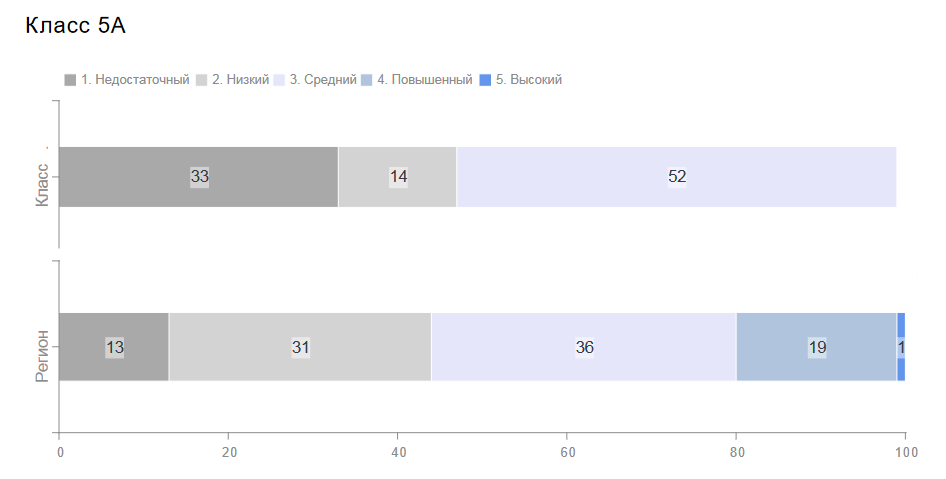 Класс 5А
1. Недостаточный 2. Низкий 3. Средний 4. Повышенный 5. Высокий
Класс
33 14 52
Регион
13 31 36 19 1
0 20 40 60 80 100